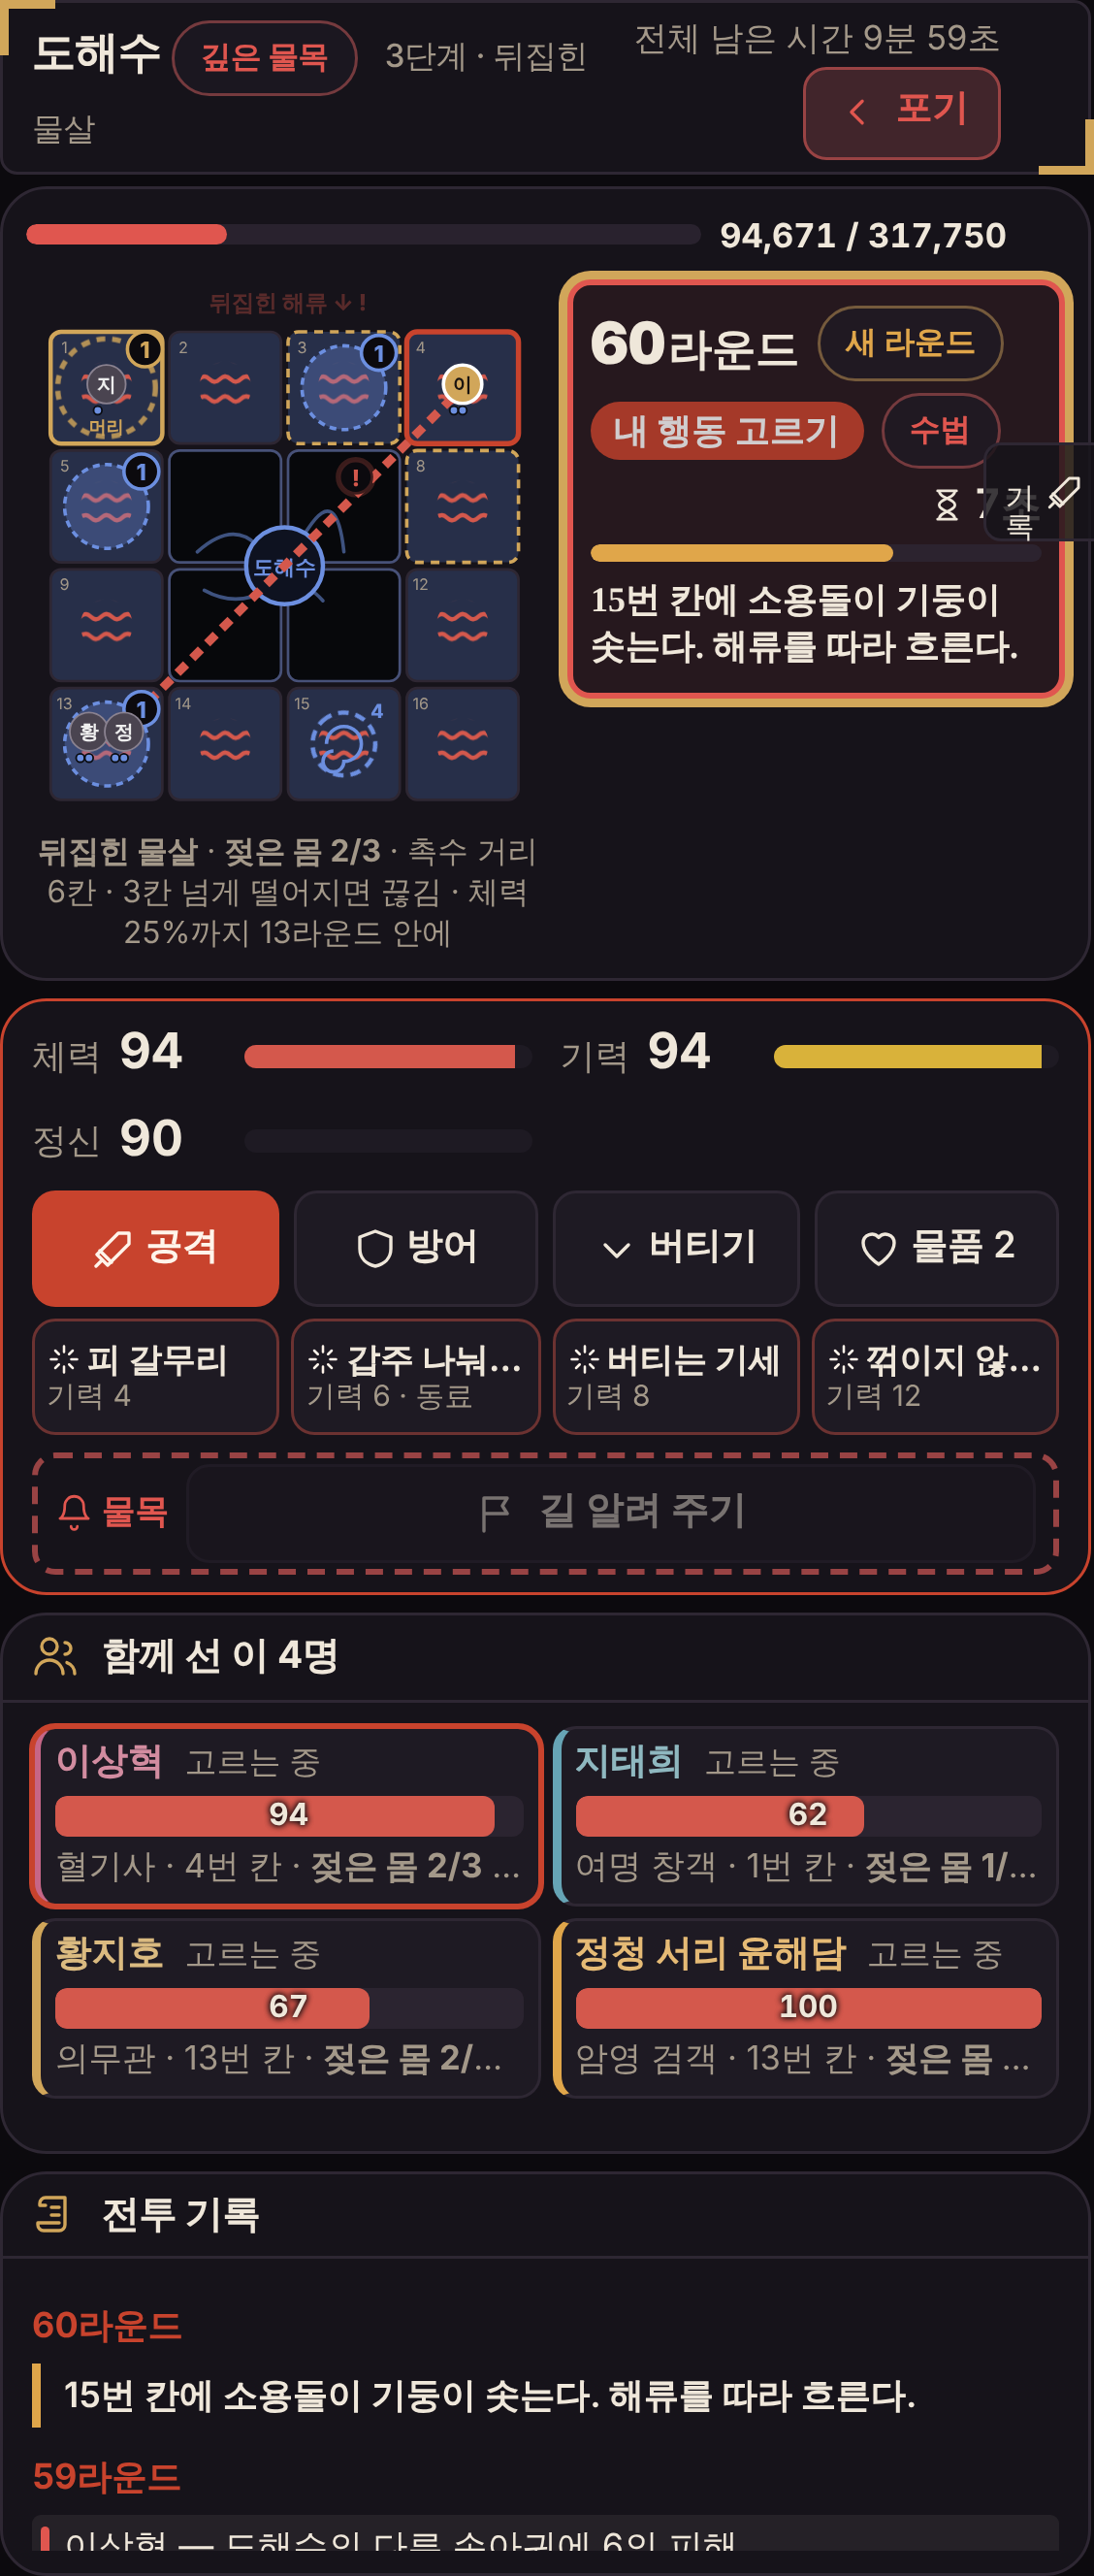 도해수 깊은 물목 3단계 · 뒤집힌 물살
전체 남은 시간 9분 59초
포기
94,671 / 317,750
뒤집힌 해류 ↓ !
1 지 1 머리
2
3 1
4 이
5 1
!
8
도해수
9
12
13 황 정 1
14
15 4
16
뒤집힌 물살 · 젖은 몸 2/3 · 촉수 거리
6칸 · 3칸 넘게 떨어지면 끊김 · 체력
25%까지 13라운드 안에
60라운드 새 라운드
내 행동 고르기 수법
기록
15번 칸에 소용돌이 기둥이
솟는다. 해류를 따라 흐른다.
체력 94 기력 94
정신 90
공격 방어 버티기 물품 2
피 갈무리 갑주 나눠... 버티는 기세 꺾이지 않...
기력 4 기력 6 · 동료 기력 8 기력 12
물목 길 알려 주기
함께 선 이 4명
이상혁 고르는 중
94
혈기사 · 4번 칸 · 젖은 몸 2/3 ...
지태희 고르는 중
62
여명 창객 · 1번 칸 · 젖은 몸 1/...
황지호 고르는 중
67
의무관 · 13번 칸 · 젖은 몸 2/...
정청 서리 윤해담 고르는 중
100
암영 검객 · 13번 칸 · 젖은 몸 ...
전투 기록
60라운드
15번 칸에 소용돌이 기둥이 솟는다. 해류를 따라 흐른다.
59라운드
이상혁 — 도해수의 다른 손아귀에 6의 피해